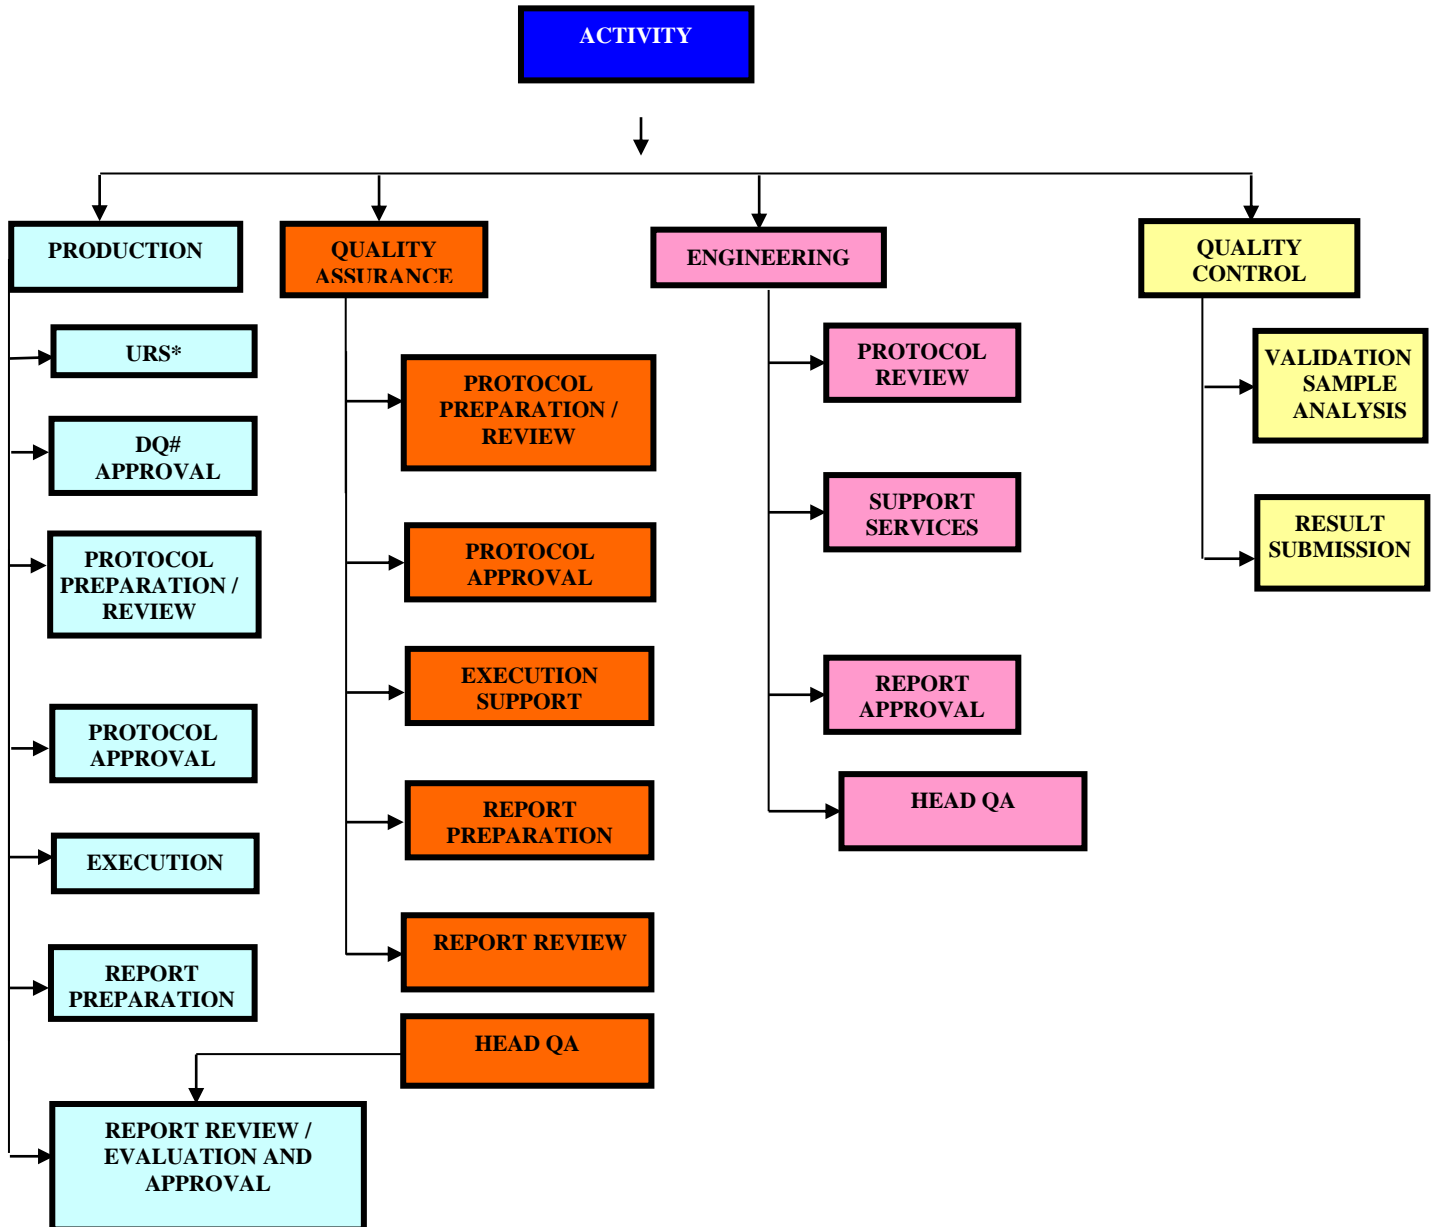 ACTIVITY
PRODUCTION
QUALITY
ASSURANCE
ENGINEERING
QUALITY
CONTROL
URS*
DQ#
APPROVAL
PROTOCOL
PREPARATION /
REVIEW
PROTOCOL
APPROVAL
EXECUTION
REPORT
PREPARATION
REPORT REVIEW /
EVALUATION AND
APPROVAL
PROTOCOL
PREPARATION /
REVIEW
PROTOCOL
APPROVAL
EXECUTION
SUPPORT
REPORT
PREPARATION
REPORT REVIEW
HEAD QA
PROTOCOL
REVIEW
SUPPORT
SERVICES
REPORT
APPROVAL
HEAD QA
VALIDATION
SAMPLE
ANALYSIS
RESULT
SUBMISSION